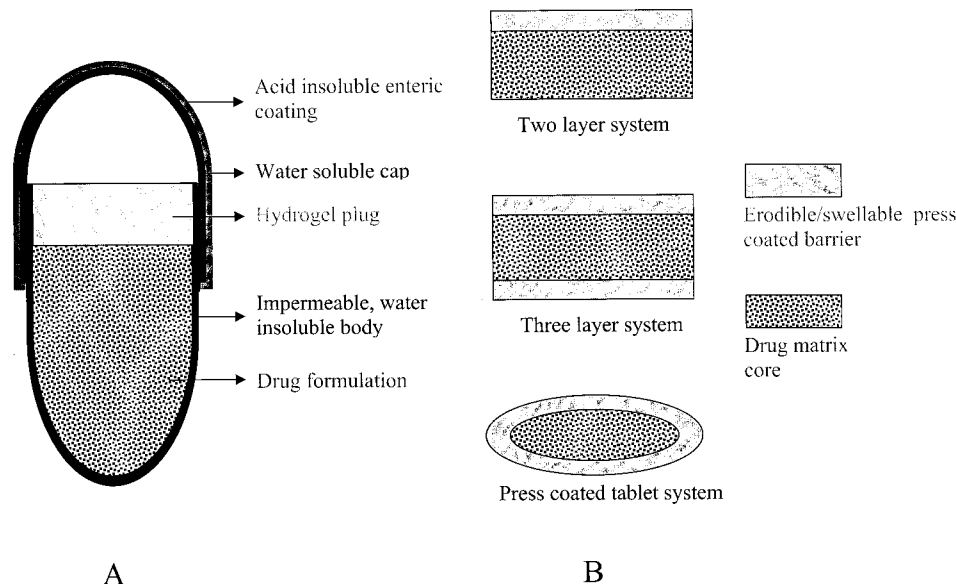 Acid insoluble enteric
coating
Water soluble cap
Hydrogel plug
Impermeable, water
insoluble body
Drug formulation
A
Two layer system
Three layer system
Press coated tablet system
Erodible/swellable press
coated barrier
Drug matrix
core
B